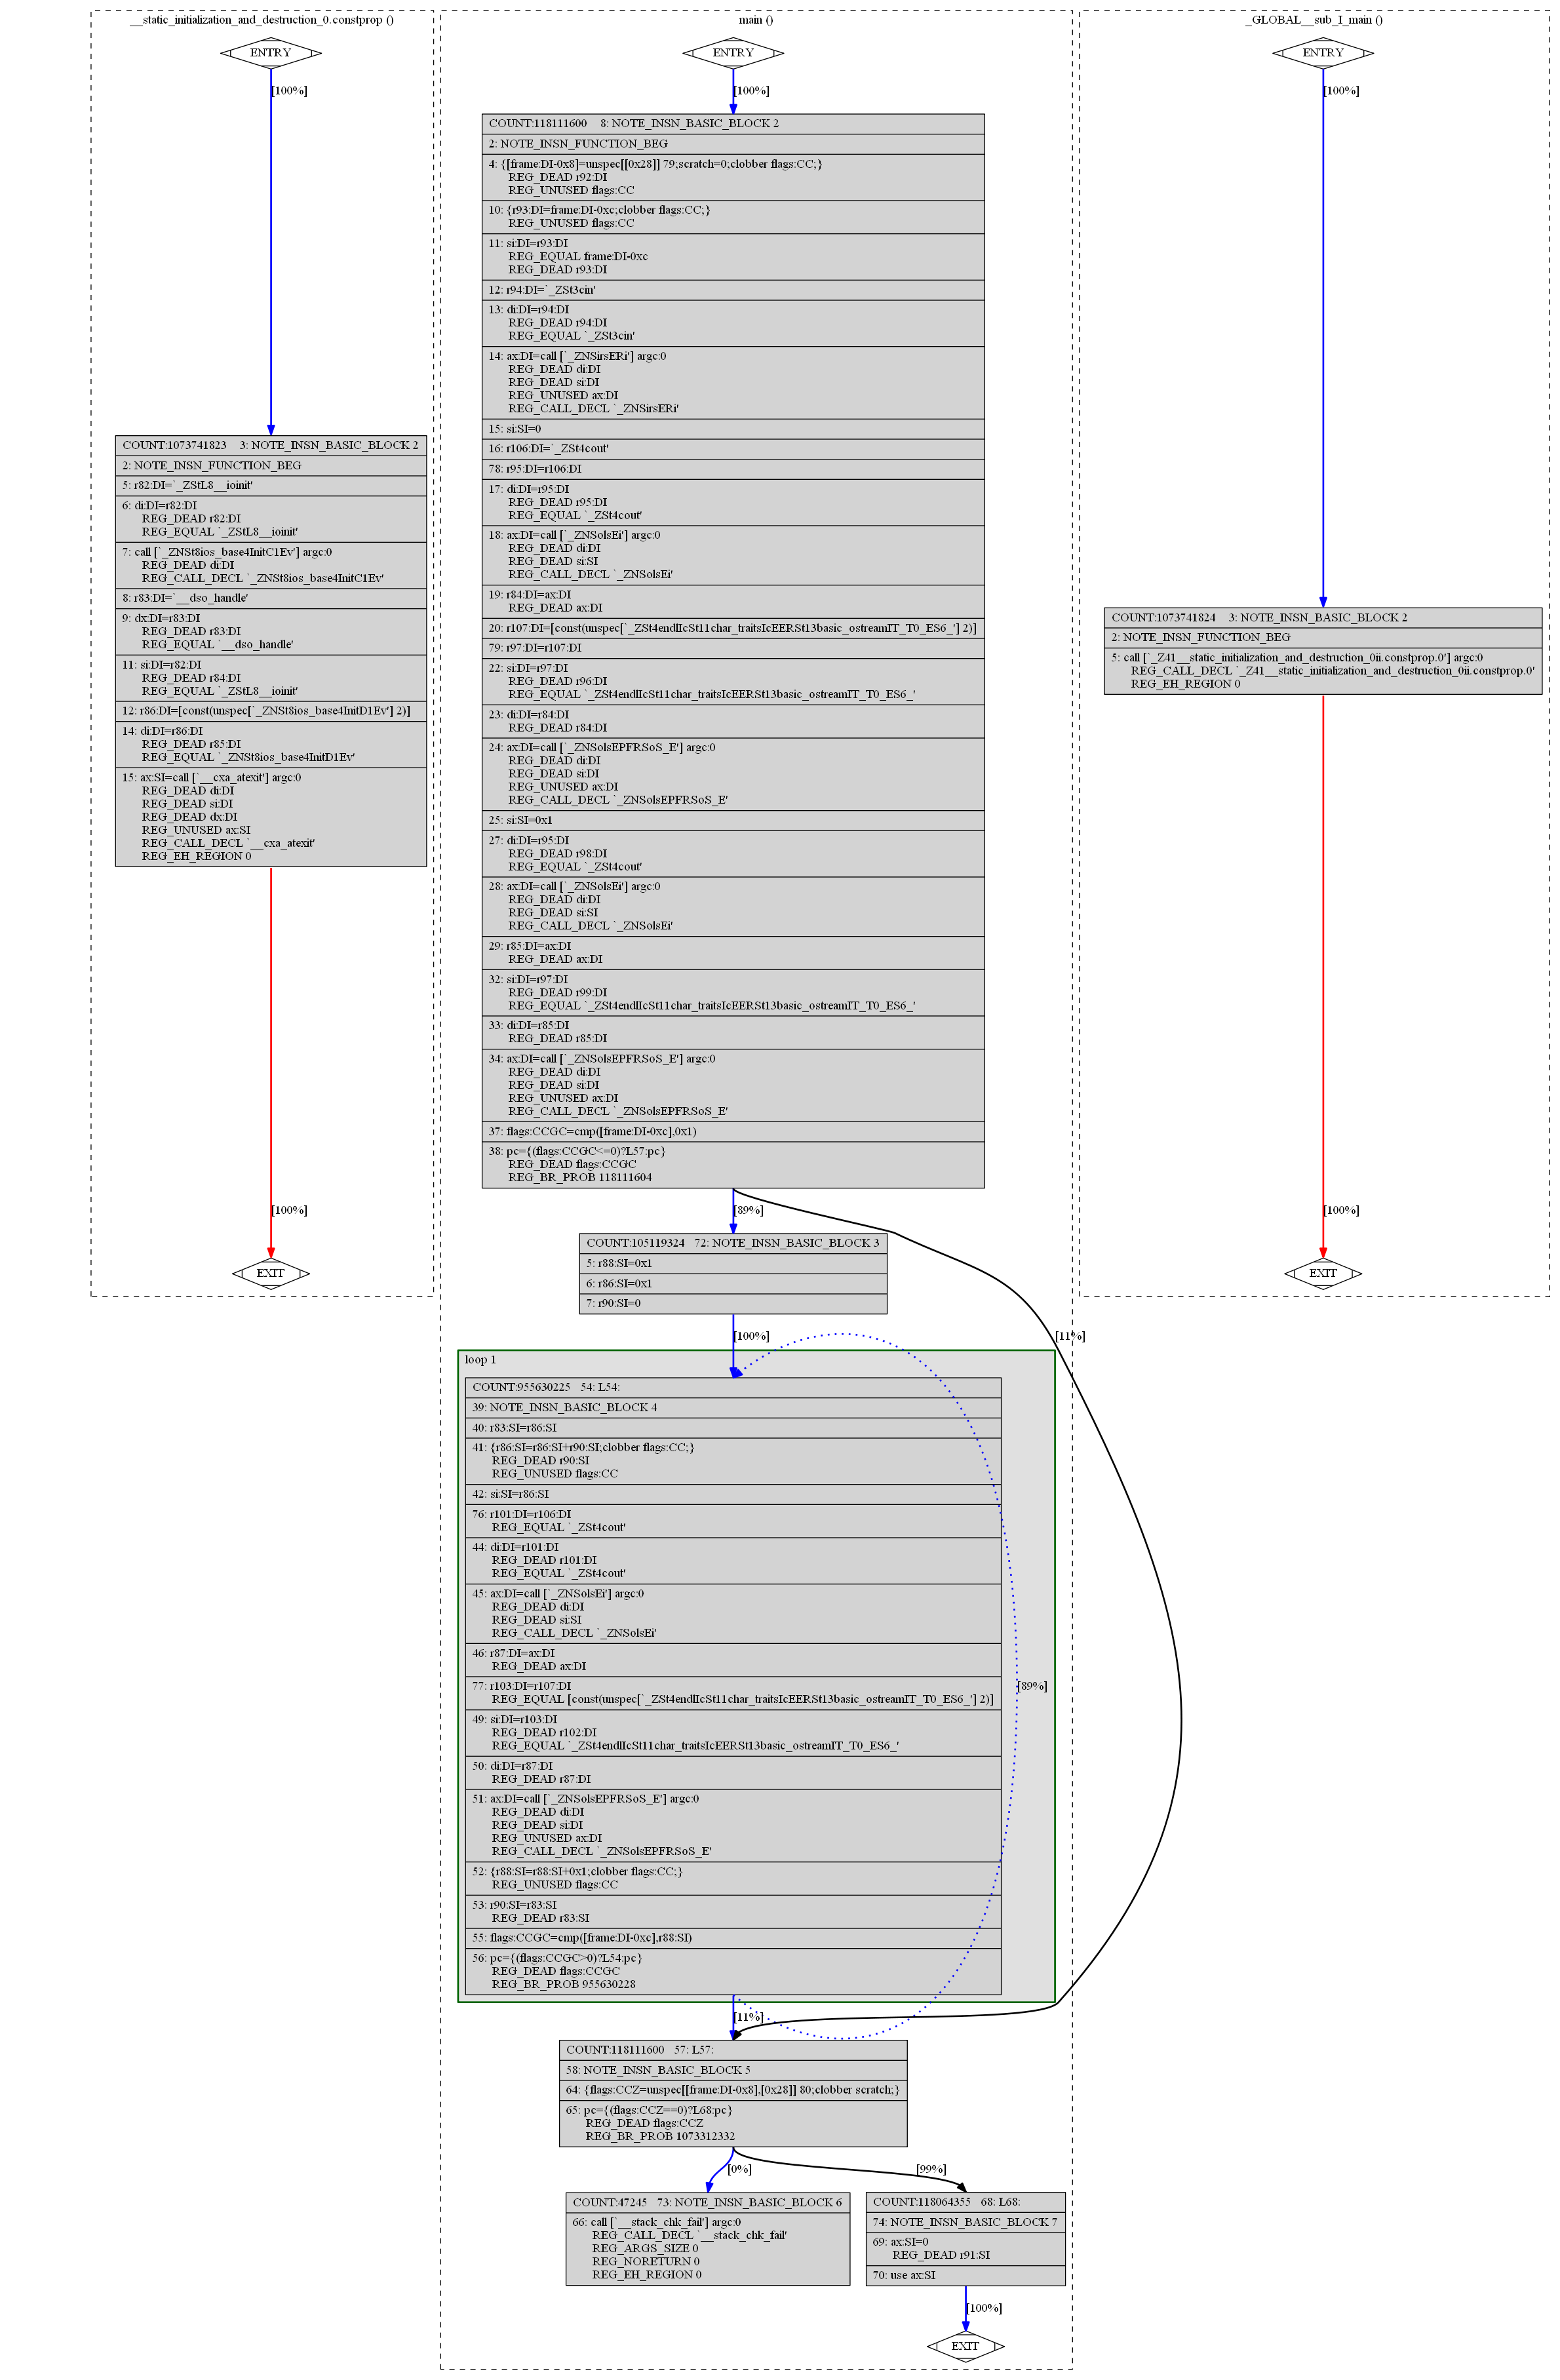 __static_initialization_and_destruction_0.constprop ()
ENTRY
[100%]
COUNT:1073741823 3: NOTE_INSN_BASIC_BLOCK 2
2: NOTE_INSN_FUNCTION_BEG
5: r82:DI=`_ZStL8__ioinit'
6: di:DI=r82:DI
REG_DEAD r82:DI
REG_EQUAL `_ZStL8__ioinit'
7: call [`_ZNSt8ios_base4InitC1Ev'] argc:0
REG_DEAD di:DI
REG_CALL_DECL `_ZNSt8ios_base4InitC1Ev'
8: r83:DI=`__dso_handle'
9: dx:DI=r83:DI
REG_DEAD r83:DI
REG_EQUAL `__dso_handle'
11: si:DI=r82:DI
REG_DEAD r84:DI
REG_EQUAL `_ZStL8__ioinit'
12: r86:DI=[const(unspec[`_ZNSt8ios_base4InitD1Ev'] 2)]
14: di:DI=r86:DI
REG_DEAD r85:DI
REG_EQUAL `_ZNSt8ios_base4InitD1Ev'
15: ax:SI=call [`__cxa_atexit'] argc:0
REG_DEAD di:DI
REG_DEAD si:DI
REG_DEAD dx:DI
REG_UNUSED ax:SI
REG_CALL_DECL `__cxa_atexit'
REG_EH_REGION 0
[100%]
EXIT
main ()
ENTRY
[100%]
COUNT:118111600 8: NOTE_INSN_BASIC_BLOCK 2
2: NOTE_INSN_FUNCTION_BEG
4: {[frame:DI-0x8]=unspec[[0x28]] 79;scratch=0;clobber flags:CC;}
REG_DEAD r92:DI
REG_UNUSED flags:CC
10: {r93:DI=frame:DI-0xc;clobber flags:CC;}
REG_UNUSED flags:CC
11: si:DI=r93:DI
REG_EQUAL frame:DI-0xc
REG_DEAD r93:DI
12: r94:DI=`_ZSt3cin'
13: di:DI=r94:DI
REG_DEAD r94:DI
REG_EQUAL `_ZSt3cin'
14: ax:DI=call [`_ZNSirsERi'] argc:0
REG_DEAD di:DI
REG_DEAD si:DI
REG_UNUSED ax:DI
REG_CALL_DECL `_ZNSirsERi'
15: si:SI=0
16: r106:DI=`_ZSt4cout'
78: r95:DI=r106:DI
17: di:DI=r95:DI
REG_DEAD r95:DI
REG_EQUAL `_ZSt4cout'
18: ax:DI=call [`_ZNSolsEi'] argc:0
REG_DEAD di:DI
REG_DEAD si:SI
REG_CALL_DECL `_ZNSolsEi'
19: r84:DI=ax:DI
REG_DEAD ax:DI
20: r107:DI=[const(unspec[`_ZSt4endlIcSt11char_traitsIcEERSt13basic_ostreamIT_T0_ES6_'] 2)]
79: r97:DI=r107:DI
22: si:DI=r97:DI
REG_DEAD r96:DI
REG_EQUAL `_ZSt4endlIcSt11char_traitsIcEERSt13basic_ostreamIT_T0_ES6_'
23: di:DI=r84:DI
REG_DEAD r84:DI
24: ax:DI=call [`_ZNSolsEPFRSoS_E'] argc:0
REG_DEAD di:DI
REG_DEAD si:DI
REG_UNUSED ax:DI
REG_CALL_DECL `_ZNSolsEPFRSoS_E'
25: si:SI=0x1
27: di:DI=r95:DI
REG_DEAD r98:DI
REG_EQUAL `_ZSt4cout'
28: ax:DI=call [`_ZNSolsEi'] argc:0
REG_DEAD di:DI
REG_DEAD si:SI
REG_CALL_DECL `_ZNSolsEi'
29: r85:DI=ax:DI
REG_DEAD ax:DI
32: si:DI=r97:DI
REG_DEAD r99:DI
REG_EQUAL `_ZSt4endlIcSt11char_traitsIcEERSt13basic_ostreamIT_T0_ES6_'
33: di:DI=r85:DI
REG_DEAD r85:DI
34: ax:DI=call [`_ZNSolsEPFRSoS_E'] argc:0
REG_DEAD di:DI
REG_DEAD si:DI
REG_UNUSED ax:DI
REG_CALL_DECL `_ZNSolsEPFRSoS_E'
37: flags:CCGC=cmp([frame:DI-0xc],0x1)
38: pc={(flags:CCGC<=0)?L57:pc}
REG_DEAD flags:CCGC
REG_BR_PROB 118111604
[89%]
[11%]
COUNT:105119324 72: NOTE_INSN_BASIC_BLOCK 3
5: r88:SI=0x1
6: r86:SI=0x1
7: r90:SI=0
[100%]
loop 1
COUNT:955630225 54: L54:
39: NOTE_INSN_BASIC_BLOCK 4
40: r83:SI=r86:SI
41: {r86:SI=r86:SI+r90:SI;clobber flags:CC;}
REG_DEAD r90:SI
REG_UNUSED flags:CC
42: si:SI=r86:SI
76: r101:DI=r106:DI
REG_EQUAL `_ZSt4cout'
44: di:DI=r101:DI
REG_DEAD r101:DI
REG_EQUAL `_ZSt4cout'
45: ax:DI=call [`_ZNSolsEi'] argc:0
REG_DEAD di:DI
REG_DEAD si:SI
REG_CALL_DECL `_ZNSolsEi'
46: r87:DI=ax:DI
REG_DEAD ax:DI
77: r103:DI=r107:DI
REG_EQUAL [const(unspec[`_ZSt4endlIcSt11char_traitsIcEERSt13basic_ostreamIT_T0_ES6_'] 2)]
49: si:DI=r103:DI
REG_DEAD r102:DI
REG_EQUAL `_ZSt4endlIcSt11char_traitsIcEERSt13basic_ostreamIT_T0_ES6_'
50: di:DI=r87:DI
REG_DEAD r87:DI
51: ax:DI=call [`_ZNSolsEPFRSoS_E'] argc:0
REG_DEAD di:DI
REG_DEAD si:DI
REG_UNUSED ax:DI
REG_CALL_DECL `_ZNSolsEPFRSoS_E'
52: {r88:SI=r88:SI+0x1;clobber flags:CC;}
REG_UNUSED flags:CC
53: r90:SI=r83:SI
REG_DEAD r83:SI
55: flags:CCGC=cmp([frame:DI-0xc],r88:SI)
56: pc={(flags:CCGC>0)?L54:pc}
REG_DEAD flags:CCGC
REG_BR_PROB 955630228
[89%]
[11%]
COUNT:118111600 57: L57:
58: NOTE_INSN_BASIC_BLOCK 5
64: {flags:CCZ=unspec[[frame:DI-0x8],[0x28]] 80;clobber scratch;}
65: pc={(flags:CCZ==0)?L68:pc}
REG_DEAD flags:CCZ
REG_BR_PROB 1073312332
[0%]
[99%]
COUNT:47245 73: NOTE_INSN_BASIC_BLOCK 6
66: call [`__stack_chk_fail'] argc:0
REG_CALL_DECL `__stack_chk_fail'
REG_ARGS_SIZE 0
REG_NORETURN 0
REG_EH_REGION 0
COUNT:118064355 68: L68:
74: NOTE_INSN_BASIC_BLOCK 7
69: ax:SI=0
REG_DEAD r91:SI
70: use ax:SI
[100%]
EXIT
_GLOBAL__sub_I_main ()
ENTRY
[100%]
COUNT:1073741824 3: NOTE_INSN_BASIC_BLOCK 2
2: NOTE_INSN_FUNCTION_BEG
5: call [`_Z41__static_initialization_and_destruction_0ii.constprop.0'] argc:0
REG_CALL_DECL `_Z41__static_initialization_and_destruction_0ii.constprop.0'
REG_EH_REGION 0
[100%]
EXIT